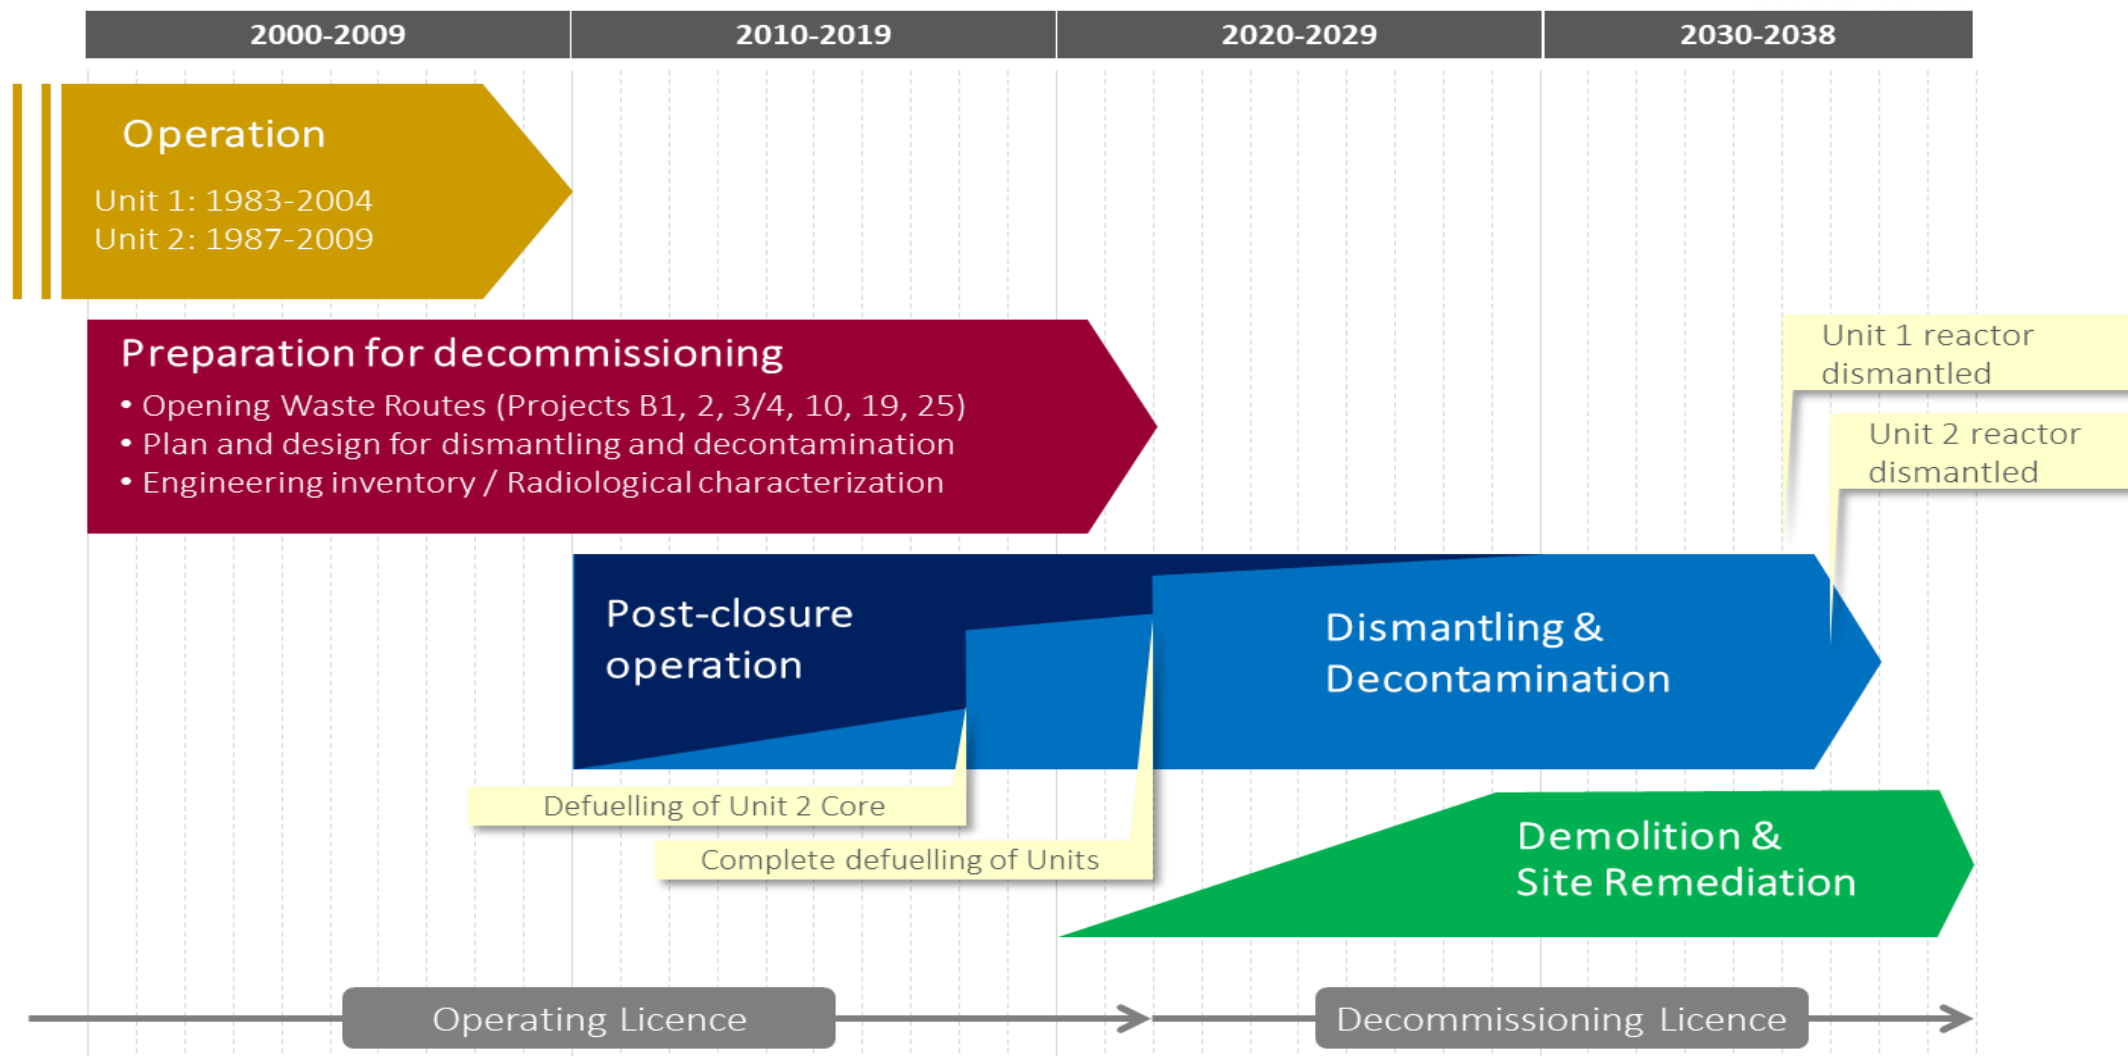 2000-2009
2010-2019
2020-2029
2030-2038
Operation
Unit 1: 1983-2004
Unit 2: 1987-2009
Preparation for decommissioning
• Opening Waste Routes (Projects B1, 2, 3/4, 10, 19, 25)
• Plan and design for dismantling and decontamination
• Engineering inventory / Radiological characterization
Unit 1 reactor
dismantled
Unit 2 reactor
dismantled
Post-closure
operation
Dismantling &
Decontamination
Defuelling of Unit 2 Core
Complete defuelling of Units
Demolition &
Site Remediation
Operating Licence
Decommissioning Licence